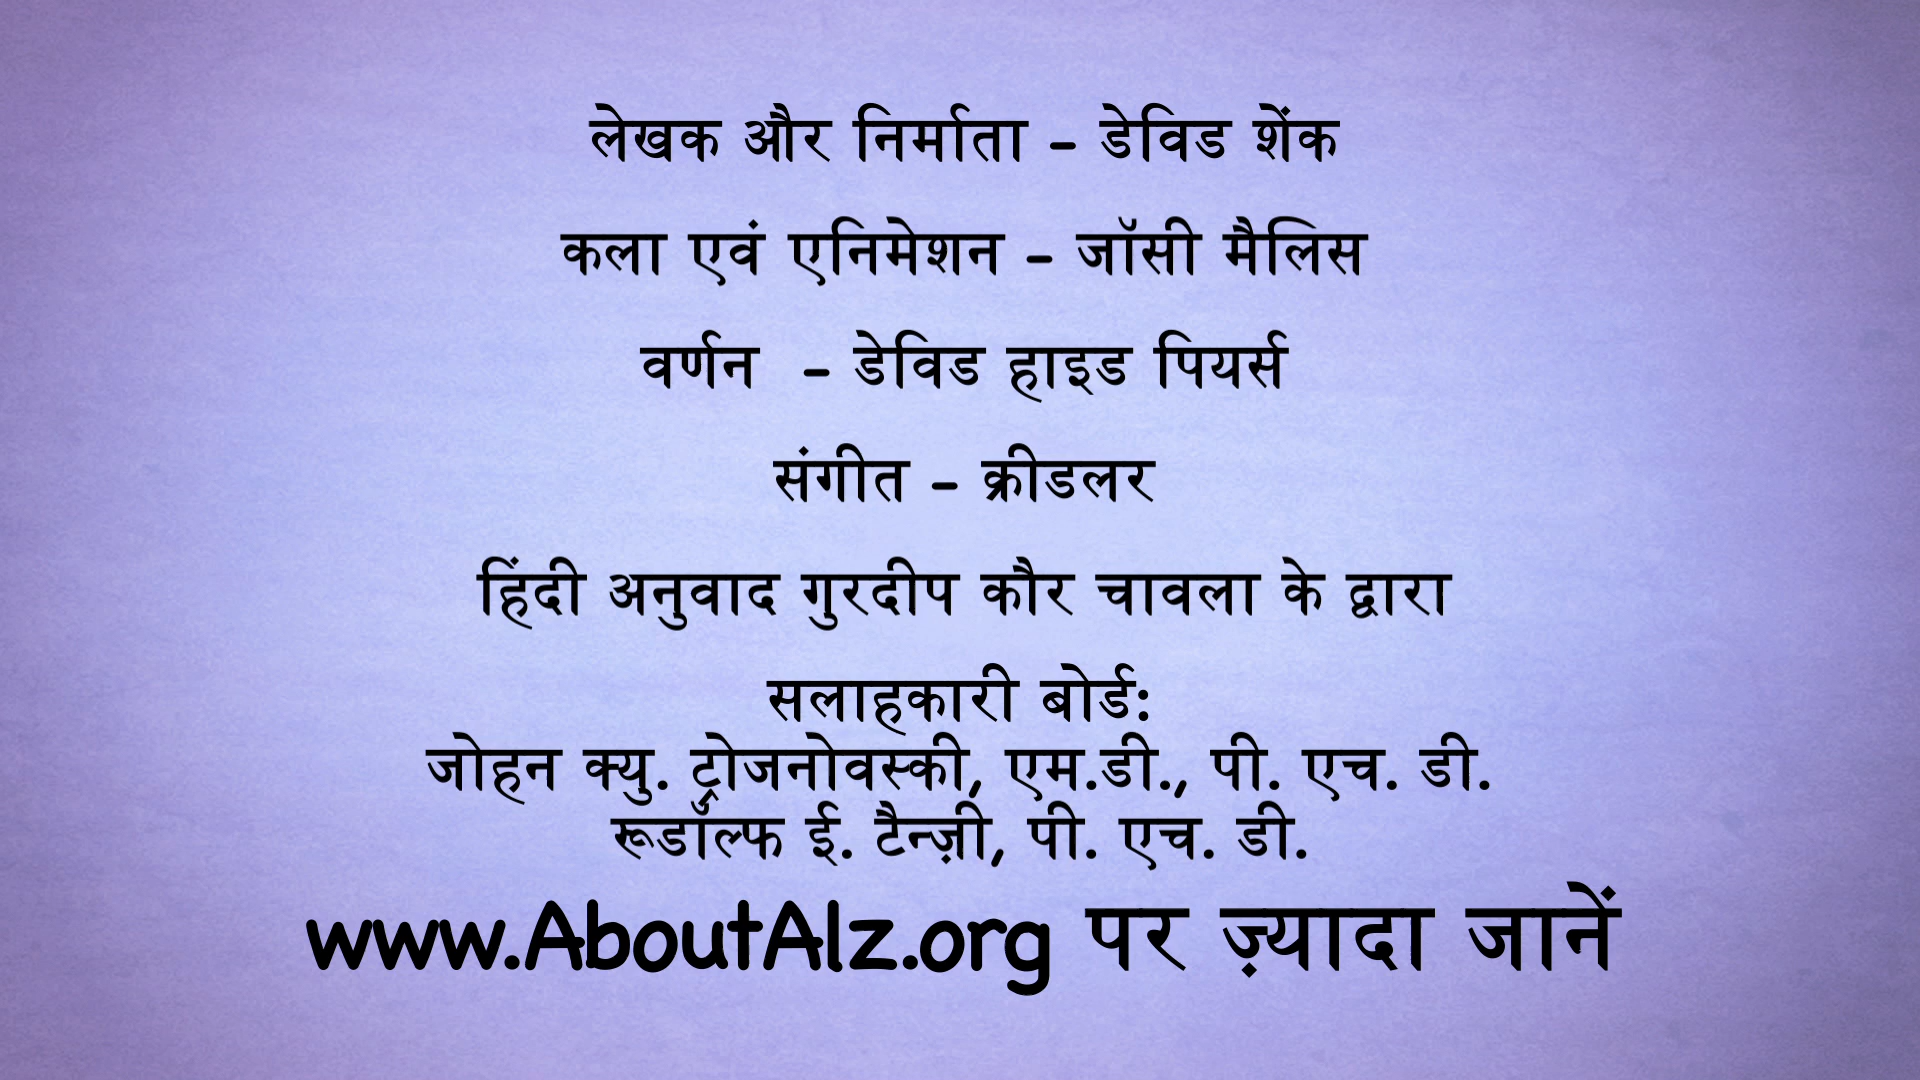 लेखक और निर्माता - डेविड शेंक
कला एवं एनिमेशन - जॉसी मैलिस
वर्णन - डेविड हाइड पियर्स
संगीत - क्रीडलर
हिंदी अनुवाद गुरदीप कौर चावला के द्वारा
सलाहकारी बोर्ड:
जोहन क्यु. ट्रोजनोवस्की, एम.डी., पी. एच. डी.
रूडॉल्फ ई. टैन्ज़ी, पी. एच. डी.
www.AboutAlz.org पर ज़्यादा जानें